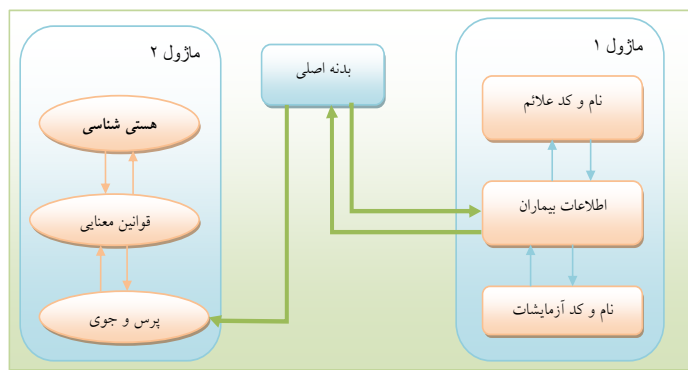 ماژول ۱
نام و کد علائم
اطلاعات بیماران
نام و کد آزمایشات
بدنه اصلی
ماژول ۲
هستی شناسی
قوانین معنایی
پرس و جوی